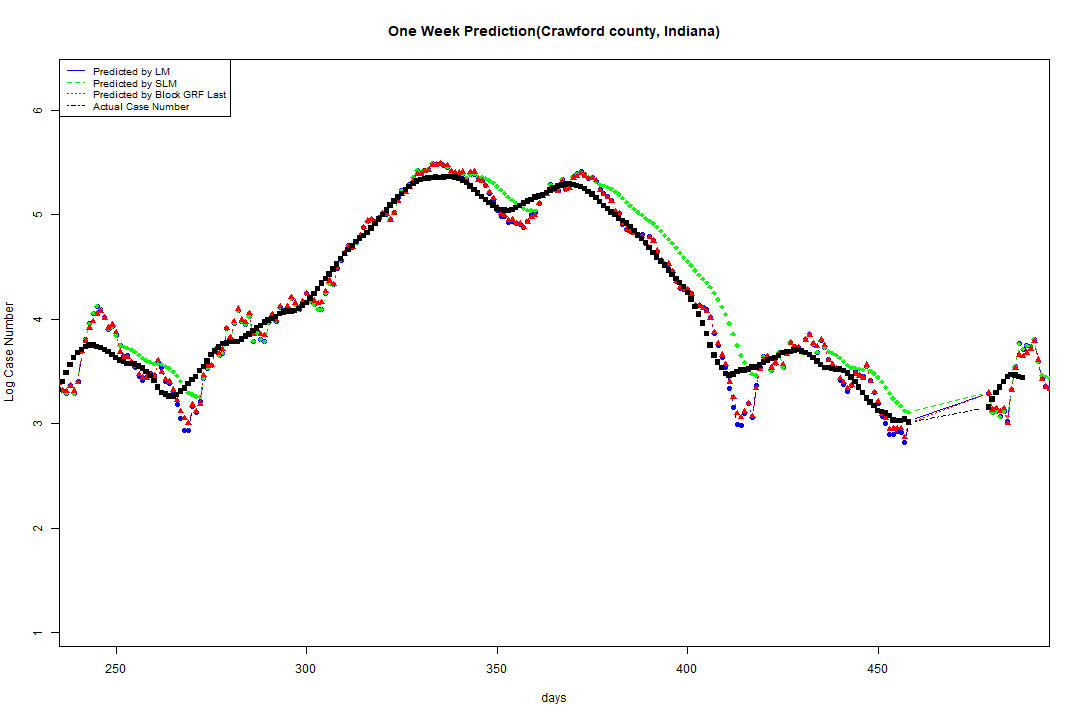 One Week Prediction(Crawford county, Indiana)
Predicted by LM
Predicted by SLM
Predicted by Block GRF Last
Actual Case Number
6
5
4
3
2
1
Log Case Number
250 300 350 400 450
days